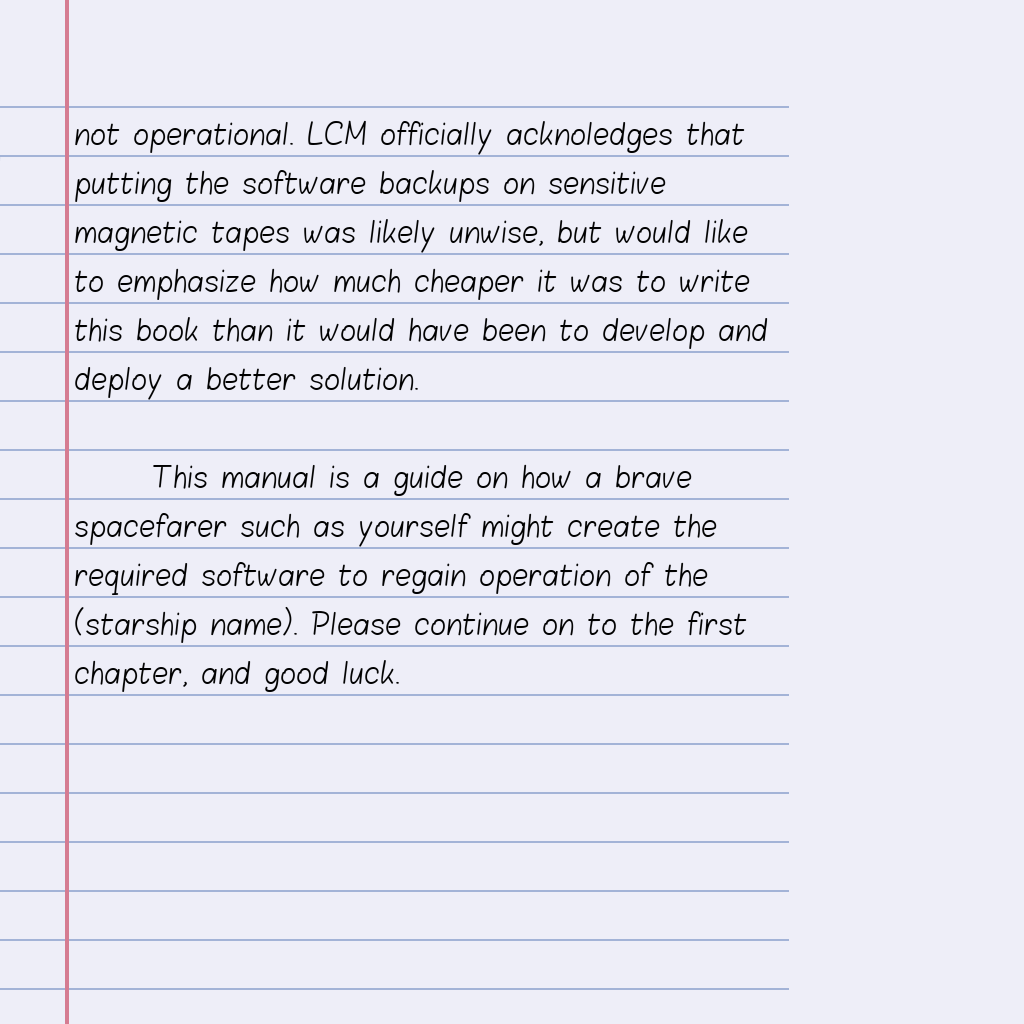 not operational. LCM officially acknoledges that
putting the software backups on sensitive
magnetic tapes was likely unwise, but would like
to emphasize how much cheaper it was to write
this book than it would have been to develop and
deploy a better solution.
This manual is a guide on how a brave
spacefarer such as yourself might create the
required software to regain operation of the
(starship name). Please continue on to the first
chapter, and good luck.